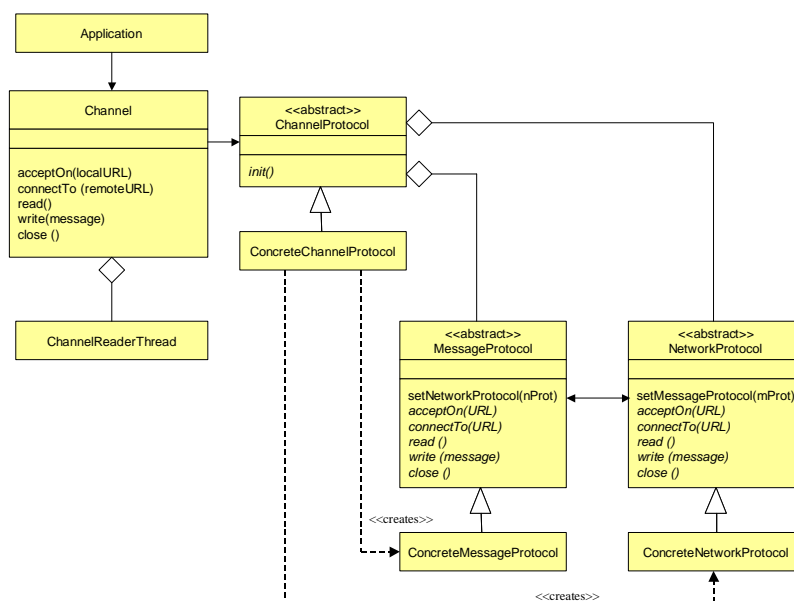 Application
Channel
acceptOn(localURL)
connectTo (remoteURL)
read()
write(message)
close ()
ChannelReaderThread
<<abstract>>
ChannelProtocol
init()
ConcreteChannelProtocol
<<abstract>>
MessageProtocol
setNetworkProtocol(nProt)
acceptOn(URL)
connectTo(URL)
read ()
write (message)
close ()
<<abstract>>
NetworkProtocol
setMessageProtocol(mProt)
acceptOn(URL)
connectTo(URL)
read ()
write (message)
close ()
<<creates>>
ConcreteMessageProtocol
ConcreteNetworkProtocol
<<creates>>